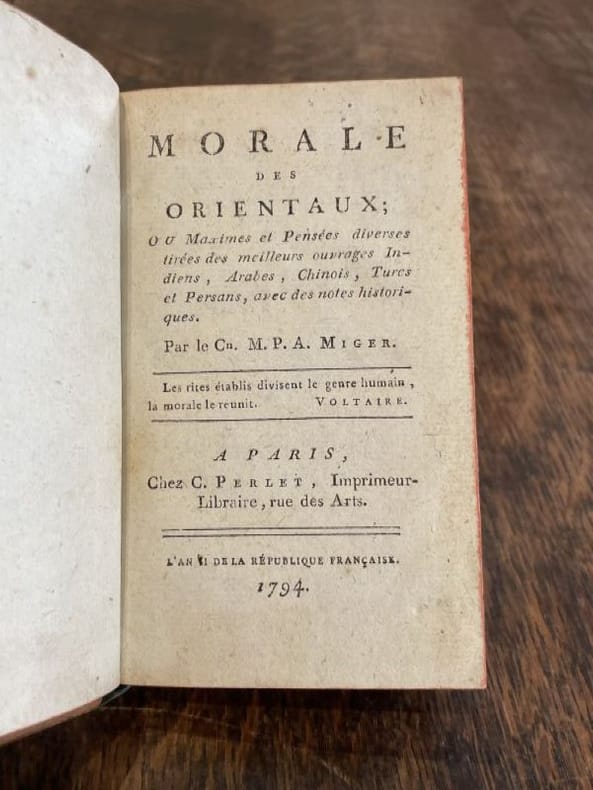 MORALE
DES
ORIENTAUX;
OU Maximes et Pensées diverses
tirées des meilleurs ouvrages In-
diens, Arabes, Chinois, Turcs
et Persans, avec des notes histori-
ques.
Par le Cn. M. P. A. MIGER.
Les rites établis divisent le genre humain,
la morale le réunit. VOLTAIRE.
A PARIS,
Chez C. PERLET, Imprimeur-
Libraire, rue des Arts.
L'AN II DE LA RÉPUBLIQUE FRANÇAISE.
1794.